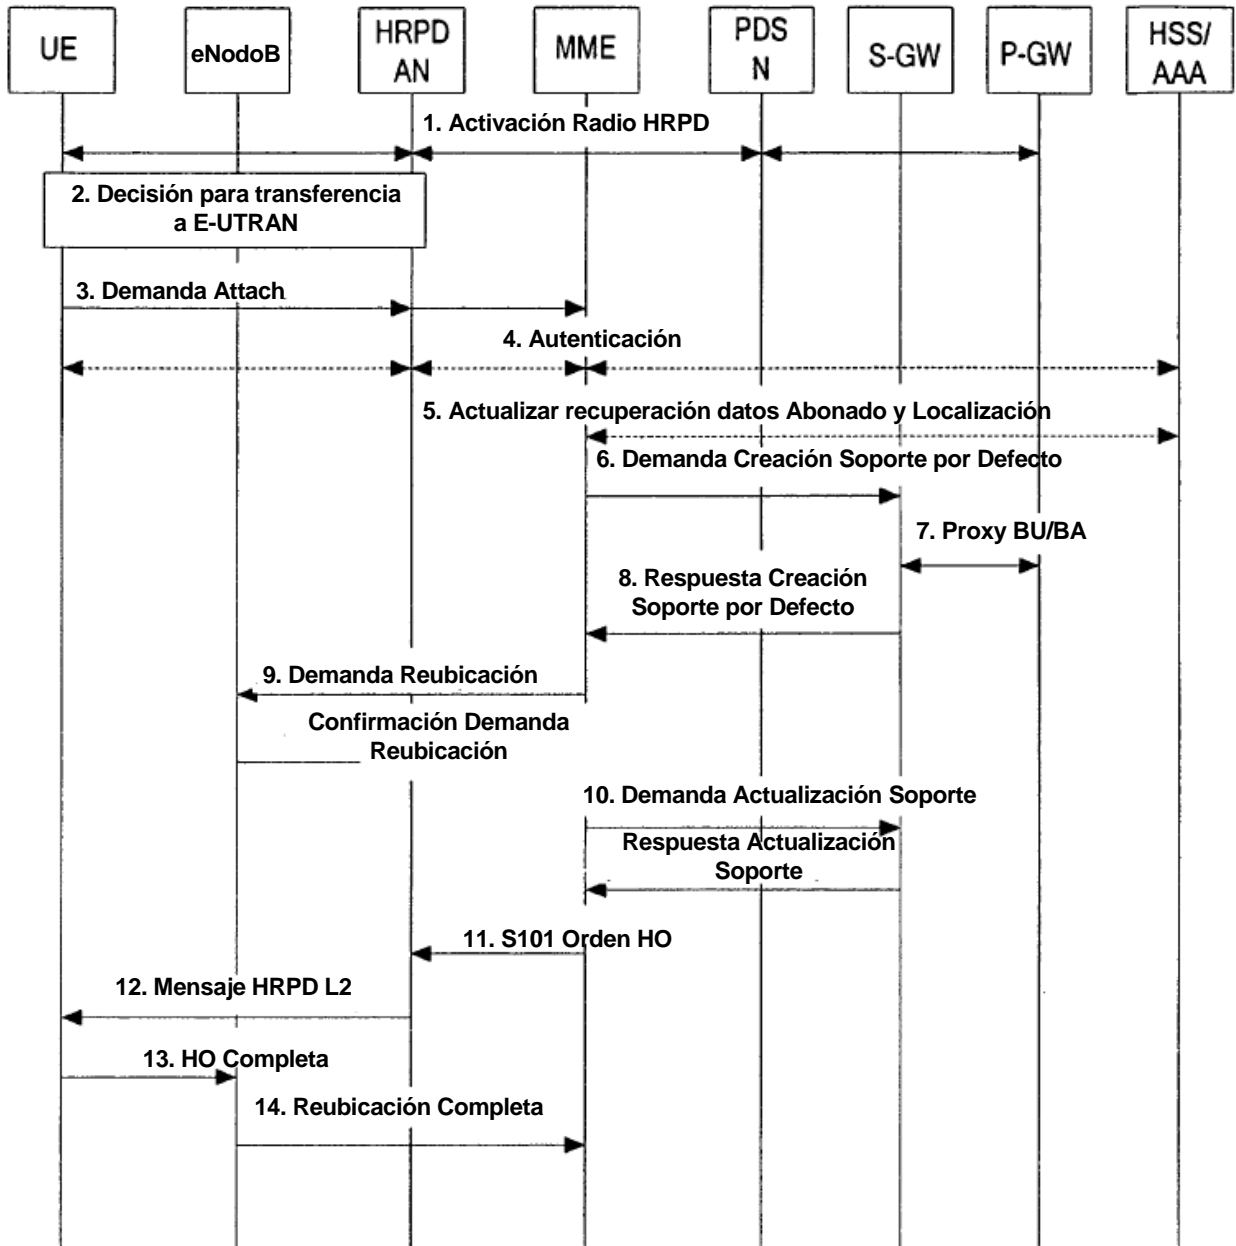 UE
eNodoB
HRPD
AN
MME
PDS
N
S-GW
P-GW
HSS/
AAA
1. Activación Radio HRPD
2. Decisión para transferencia
a E-UTRAN
3. Demanda Attach
4. Autenticación
5. Actualizar recuperación datos Abonado y Localización
6. Demanda Creación Soporte por Defecto
7. Proxy BU/BA
8. Respuesta Creación
Soporte por Defecto
9. Demanda Reubicación
Confirmación Demanda
Reubicación
10. Demanda Actualización Soporte
Respuesta Actualización
Soporte
11. S101 Orden HO
12. Mensaje HRPD L2
13. HO Completa
14. Reubicación Completa